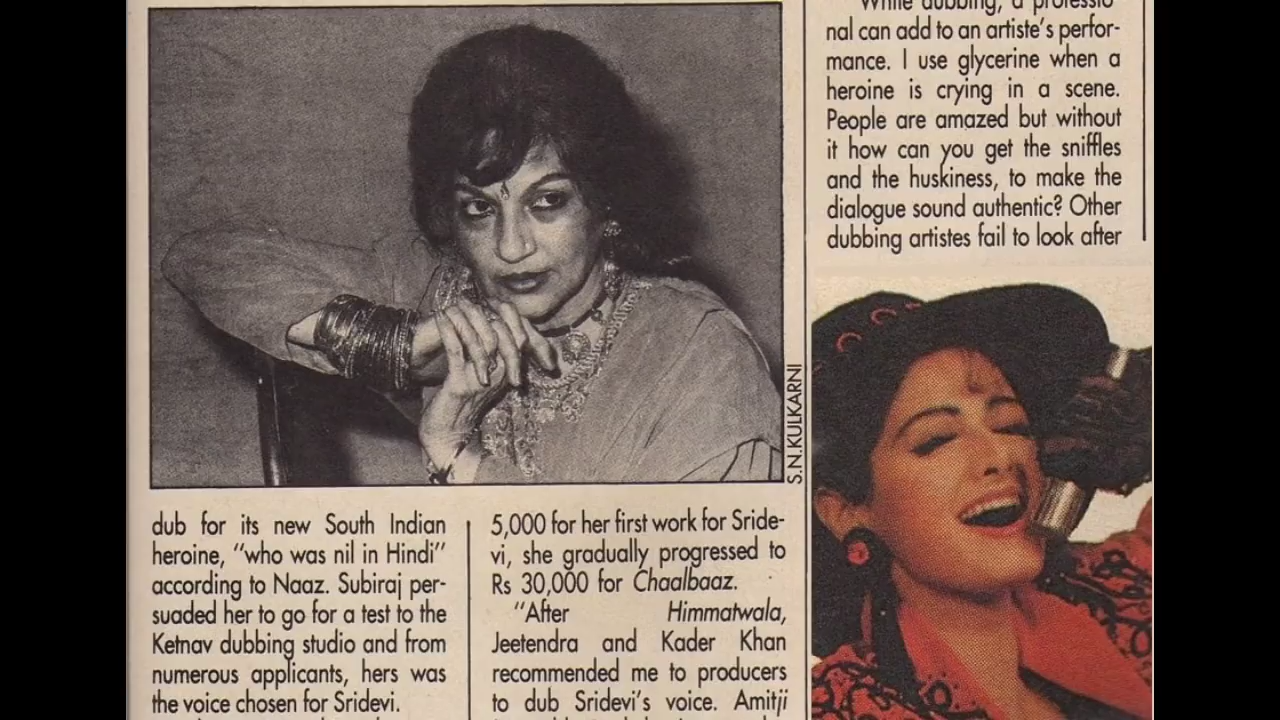 dub for its new South Indian
heroine, "who was nil in Hindi"
according to Naaz. Subiraj per-
suaded her to go for a test to the
Ketnav dubbing studio and from
numerous applicants, hers was
the voice chosen for Sridevi.
5,000 for her first work for Sride-
vi, she gradually progressed to
Rs 30,000 for Chaalbaaz.
"After Himmatwala,
Jeetendra and Kader Khan
recommended me to producers
to dub Sridevi's voice. Amitji
S.N.KULKARNI
While dubbing, a professio-
nal can add to an artiste's perfor-
mance. I use glycerine when a
heroine is crying in a scene.
People are amazed but without
it how can you get the sniffles
and the huskiness, to make the
dialogue sound authentic? Other
dubbing artistes fail to look after